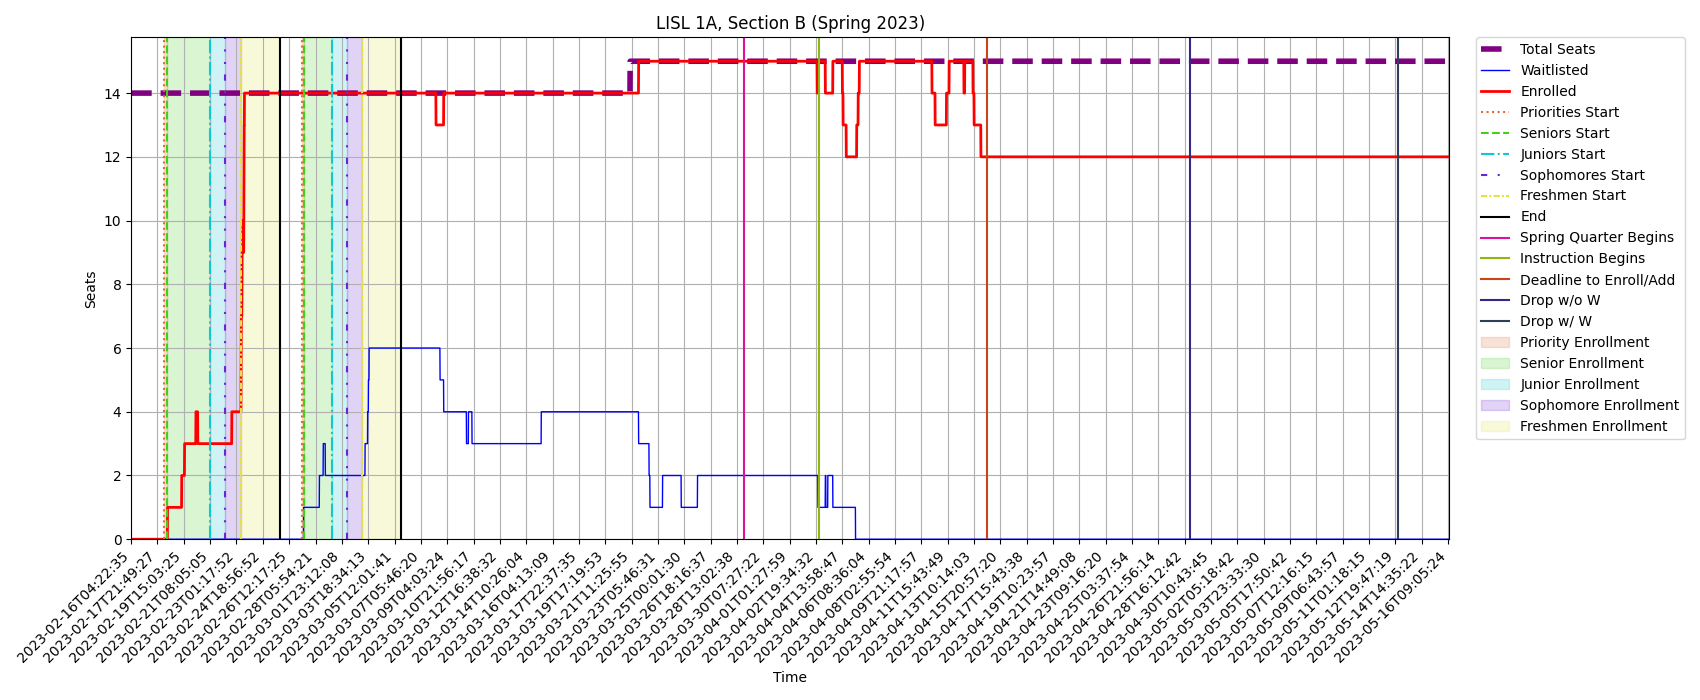 LISL 1A, Section B (Spring 2023)
Seats
14
12
10
8
6
4
2
0
2023-02-16T04:22:35
2023-02-17T21:49:27
2023-02-19T15:03:25
2023-02-21T08:05:05
2023-02-23T01:17:52
2023-02-24T18:56:52
2023-02-26T12:17:23
2023-02-28T05:54:21
2023-03-01T23:12:08
2023-03-03T18:34:13
2023-03-05T12:01:41
2023-03-07T05:46:20
2023-03-09T04:03:24
2023-03-10T21:56:17
2023-03-12T16:38:32
2023-03-14T10:26:04
2023-03-16T04:13:09
2023-03-17T22:37:35
2023-03-19T17:19:53
2023-03-21T11:25:55
2023-03-23T05:46:31
2023-03-25T00:01:30
2023-03-26T18:16:37
2023-03-28T13:02:38
2023-03-30T07:27:22
2023-04-01T01:27:59
2023-04-02T19:34:32
2023-04-04T13:58:47
2023-04-06T08:36:04
2023-04-08T02:55:54
2023-04-09T21:17:57
2023-04-11T15:43:49
2023-04-13T10:14:03
2023-04-15T20:57:20
2023-04-17T15:43:38
2023-04-19T10:23:57
2023-04-21T14:49:08
2023-04-23T09:16:20
2023-04-25T03:37:54
2023-04-26T21:56:14
2023-04-28T16:12:42
2023-04-30T10:43:45
2023-05-02T05:18:42
2023-05-03T23:33:30
2023-05-05T17:50:42
2023-05-07T12:16:15
2023-05-09T06:43:57
2023-05-11T01:18:15
2023-05-12T19:47:19
2023-05-14T14:35:22
2023-05-16T09:05:24
Time
Total Seats
Waitlisted
Enrolled
Priorities Start
Seniors Start
Juniors Start
Sophomores Start
Freshmen Start
End
Spring Quarter Begins
Instruction Begins
Deadline to Enroll/Add
Drop w/o W
Drop w/ W
Priority Enrollment
Senior Enrollment
Junior Enrollment
Sophomore Enrollment
Freshmen Enrollment